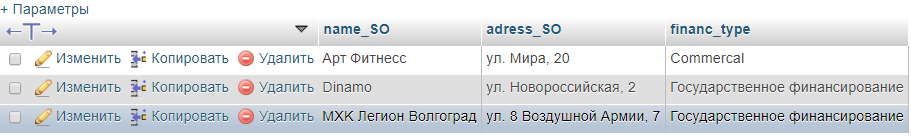 + Параметры
name_SO adress_SO financ_type
Изменить Копировать Удалить Арт Фитнесс ул. Мира, 20 Commercal
Изменить Копировать Удалить Dinamo ул. Новороссийская, 2 Государственное финансирование
Изменить Копировать Удалить МХК Легион Волгоград ул. 8 Воздушной Армии, 7 Государственное финансирование